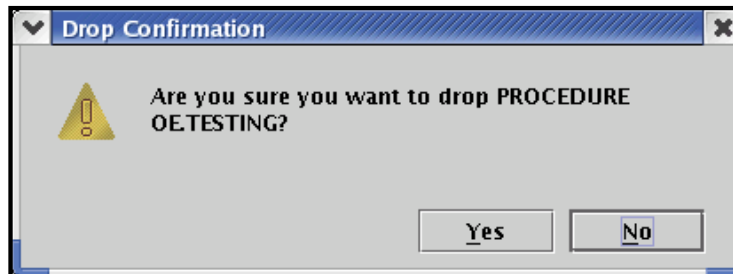 Drop Confirmation
Are you sure you want to drop PROCEDURE
OE.TESTING?
Yes
No